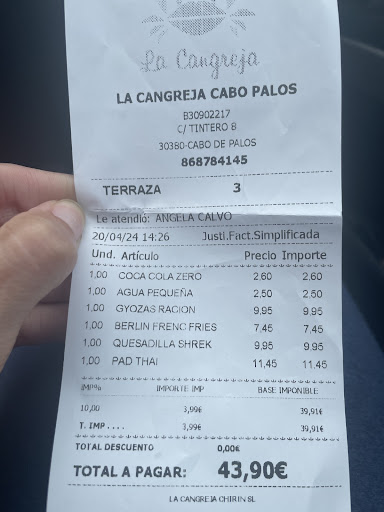 La Cangreja
LA CANGREJA CABO PALOS
B30902217
C/ TINTERO 8
30380-CABO DE PALOS
868784145
TERRAZA 3
Le atendió: ANGELA CALVO
20/04/24 14:26 Justi.Fact.Simplificada
Und. Artículo Precio Importe
1,00 COCA COLA ZERO 2,60 2,60
1,00 AGUA PEQUEÑA 2,50 2,50
1,00 GYOZAS RACION 9,95 9,95
1,00 BERLIN FRENC FRIES 7,45 7,45
1,00 QUESADILLA SHREK 9,95 9,95
1,00 PAD THAI 11,45 11,45
IMP% IMPORTE IMP BASE IMPONIBLE
10,00 3,99€ 39,91€
T. IMP .... 3,99€ 39,91€
TOTAL DESCUENTO 0,00€
TOTAL A PAGAR: 43,90€
LA CANGREJA CHIRIN SL